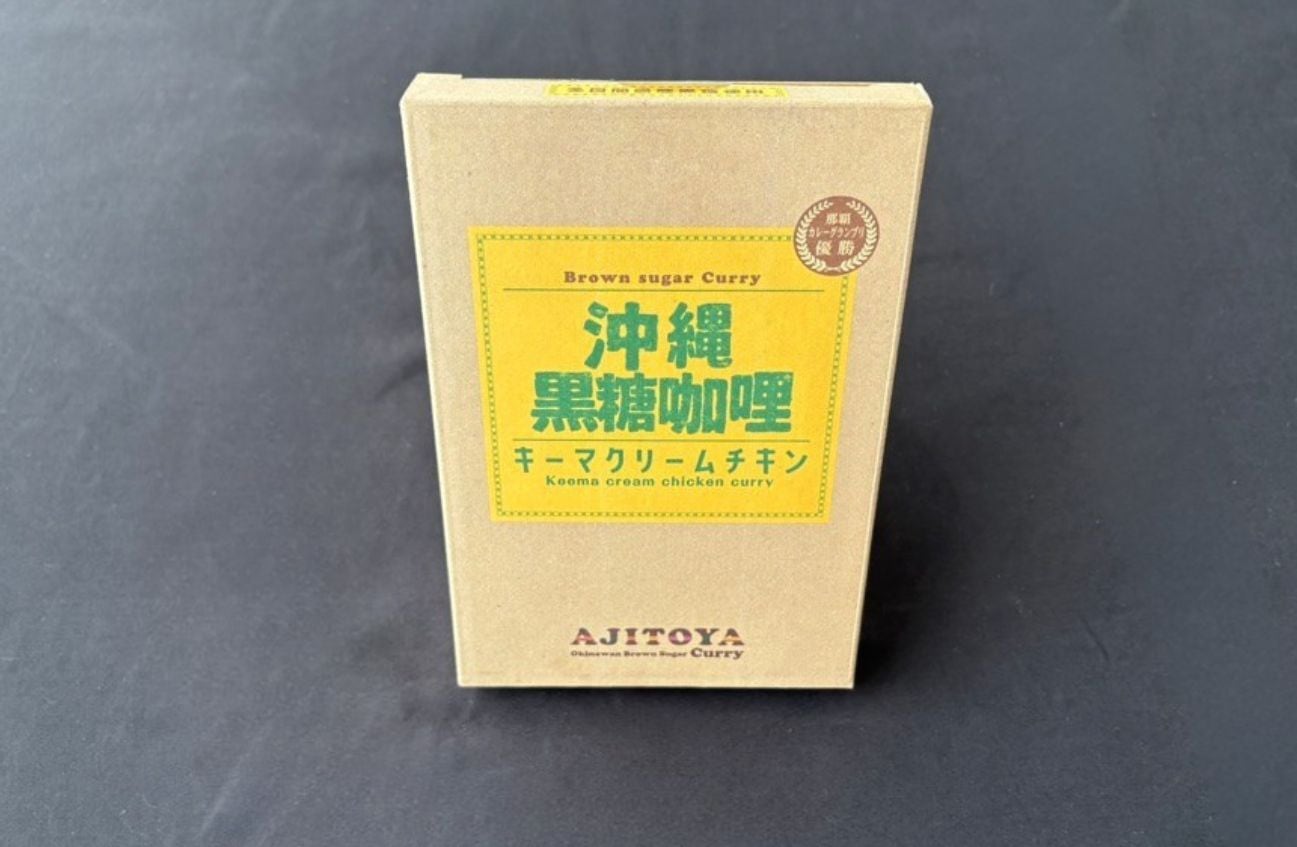 那覇
カレーグランプリ
優勝
Brown sugar Curry
沖縄
黒糖咖哩
キーマクリームチキン
Keema cream chicken curry
AJITOYA
Okinawan Brown Sugar Curry